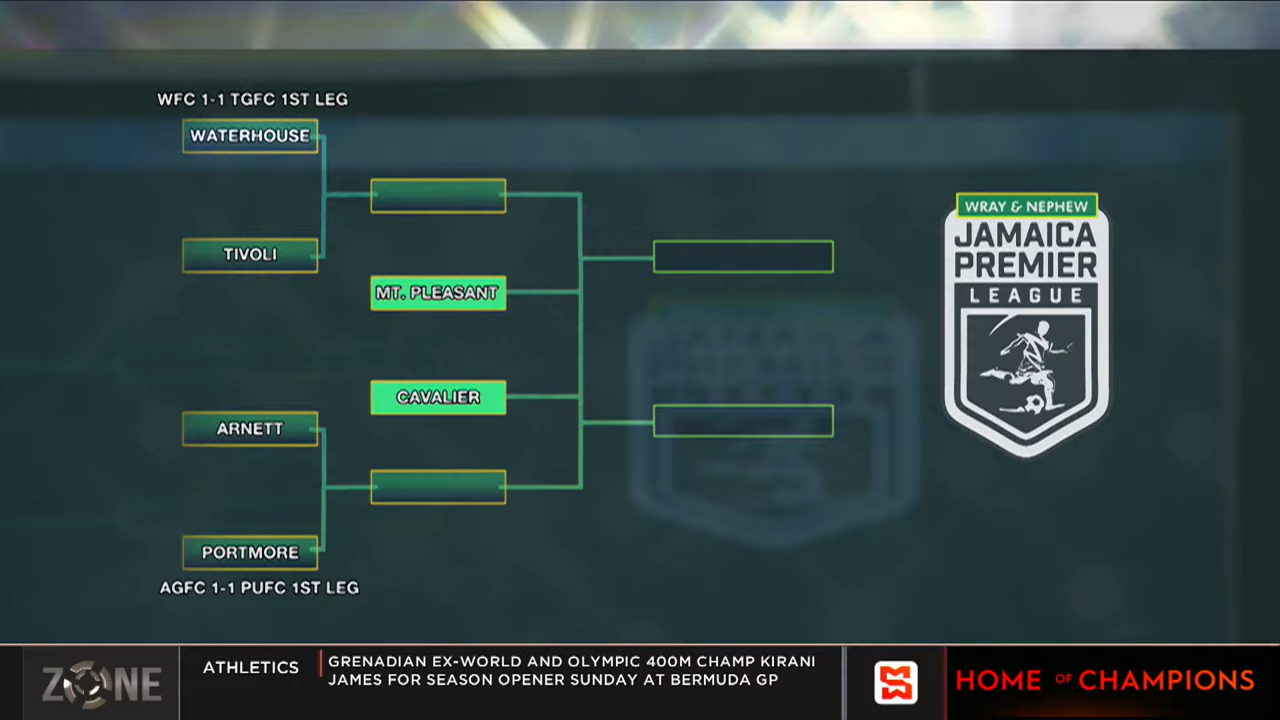 WFC 1-1 TGFC 1ST LEG
WATERHOUSE
TIVOLI
MT. PLEASANT
CAVALIER
ARNETT
PORTMORE
AGFC 1-1 PUFC 1ST LEG
WRAY & NEPHEW
JAMAICA
PREMIER
LEAGUE
ZONE
ATHLETICS
GRENADIAN EX-WORLD AND OLYMPIC 400M CHAMP KIRANI
JAMES FOR SEASON OPENER SUNDAY AT BERMUDA GP
HOME OF CHAMPIONS